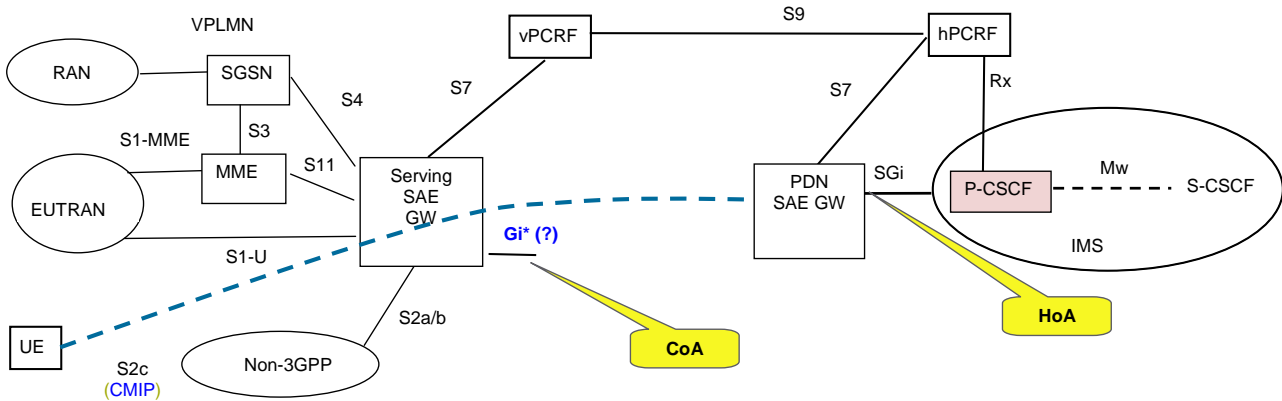 VPLMN
S9
vPCRF
hPCRF
RAN
SGSN
S4
S7
S7
Rx
S1-MME
S3
MME
S11
Serving
SAE
GW
PDN
SAE GW
SGi
P-CSCF
Mw
S-CSCF
EUTRAN
Gi* (?)
IMS
S1-U
S2a/b
HoA
UE
CoA
Non-3GPP
S2c
(CMIP)